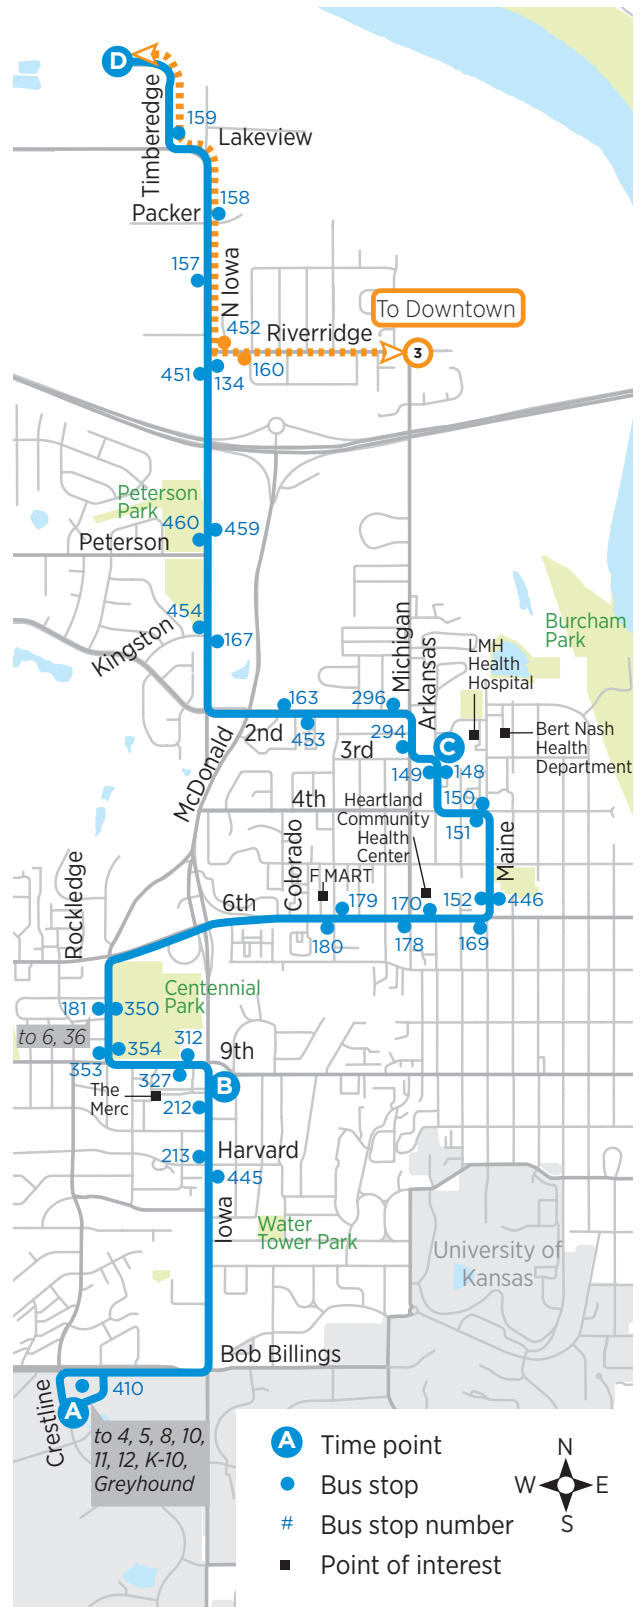 D
159
Timberedge
Lakeview
158
Packer
157
N Iowa
To Downtown
452
Riverridge
3
160
451
134
Peterson
Park
460
459
Peterson
454
Kingston
167
Michigan
Arkansas
Burcham
Park
LMH
Health
Hospital
163
296
2nd
453
294
3rd
C
Bert Nash
Health
Department
McDonald
149
148
4th
Heartland
Community
Health
Center
150
151
Colorado
Maine
F MART
Rockledge
6th
179
170
152
446
180
178
169
Centennial
Park
181
350
to 6, 36
312
354
9th
353
327
B
The
Merc
212
Harvard
213
445
Iowa
Water
Tower Park
University of
Kansas
Bob Billings
410
Crestline
A
to 4, 5, 8, 10,
11, 12, K-10,
Greyhound
A Time point
Bus stop
# Bus stop number
Point of interest
N
W E
S